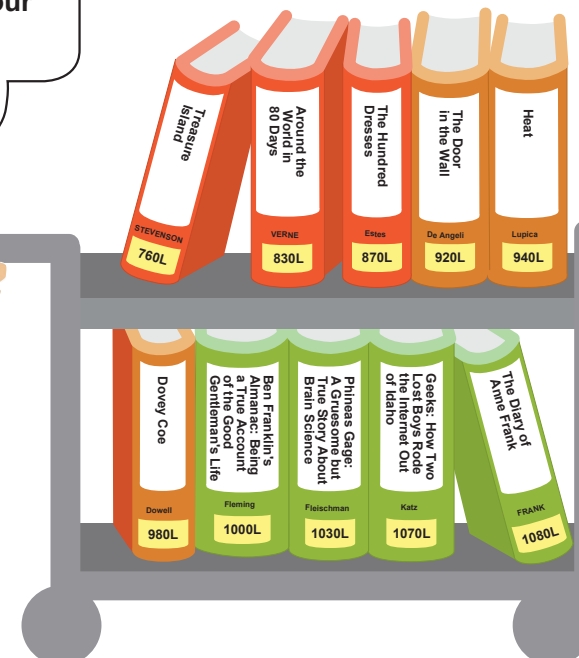 our
Treasure
Island
STEVENSON
760L
Around the
World in
80 Days
VERNE
830L
The Hundred
Dresses
Estes
870L
The Door
in the Wall
De Angeli
920L
Heat
Lupica
940L
Dovey Coe
Dowell
980L
Ben Franklin's
Almanac: Being
a True Account
of the Good
Gentleman's Life
Fleming
1000L
Phineas Gage:
A Gruesome but
True Story About
Brain Science
Fleischman
1030L
Geeks: How Two
Lost Boys Rode
the Internet Out
of Idaho
Katz
1070L
The Diary of
Anne Frank
FRANK
1080L